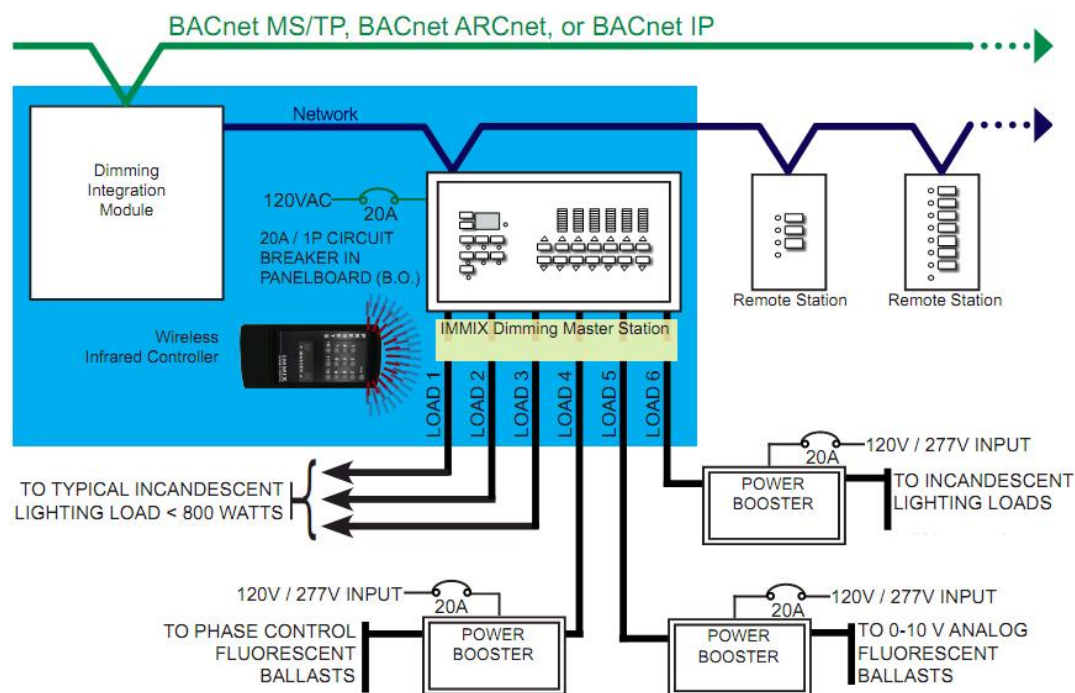 BACnet MS/TP, BACnet ARCnet, or BACnet IP
Network
Dimming
Integration
Module
120VAC
20A
20A / 1P CIRCUIT
BREAKER IN
PANELBOARD (B.O.)
Remote Station
Remote Station
IMMIX Dimming Master Station
Wireless
Infrared Controller
IMMIX
LOAD 1
LOAD 2
LOAD 3
LOAD 4
LOAD 5
LOAD 6
120V / 277V INPUT
20A
POWER
BOOSTER
TO INCANDESCENT
LIGHTING LOADS
TO TYPICAL INCANDESCENT
LIGHTING LOAD < 800 WATTS
120V / 277V INPUT
20A
POWER
BOOSTER
TO PHASE CONTROL
FLUORESCENT
BALLASTS
120V / 277V INPUT
20A
POWER
BOOSTER
TO 0-10 V ANALOG
FLUORESCENT
BALLASTS